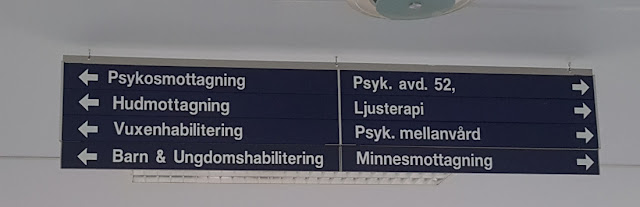 Psykosmottagning
Hudmottagning
Vuxenhabilitering
Barn & Ungdomshabilitering
Psyk. avd. 52,
Ljusterapi
Psyk. mellanvård
Minnesmottagning